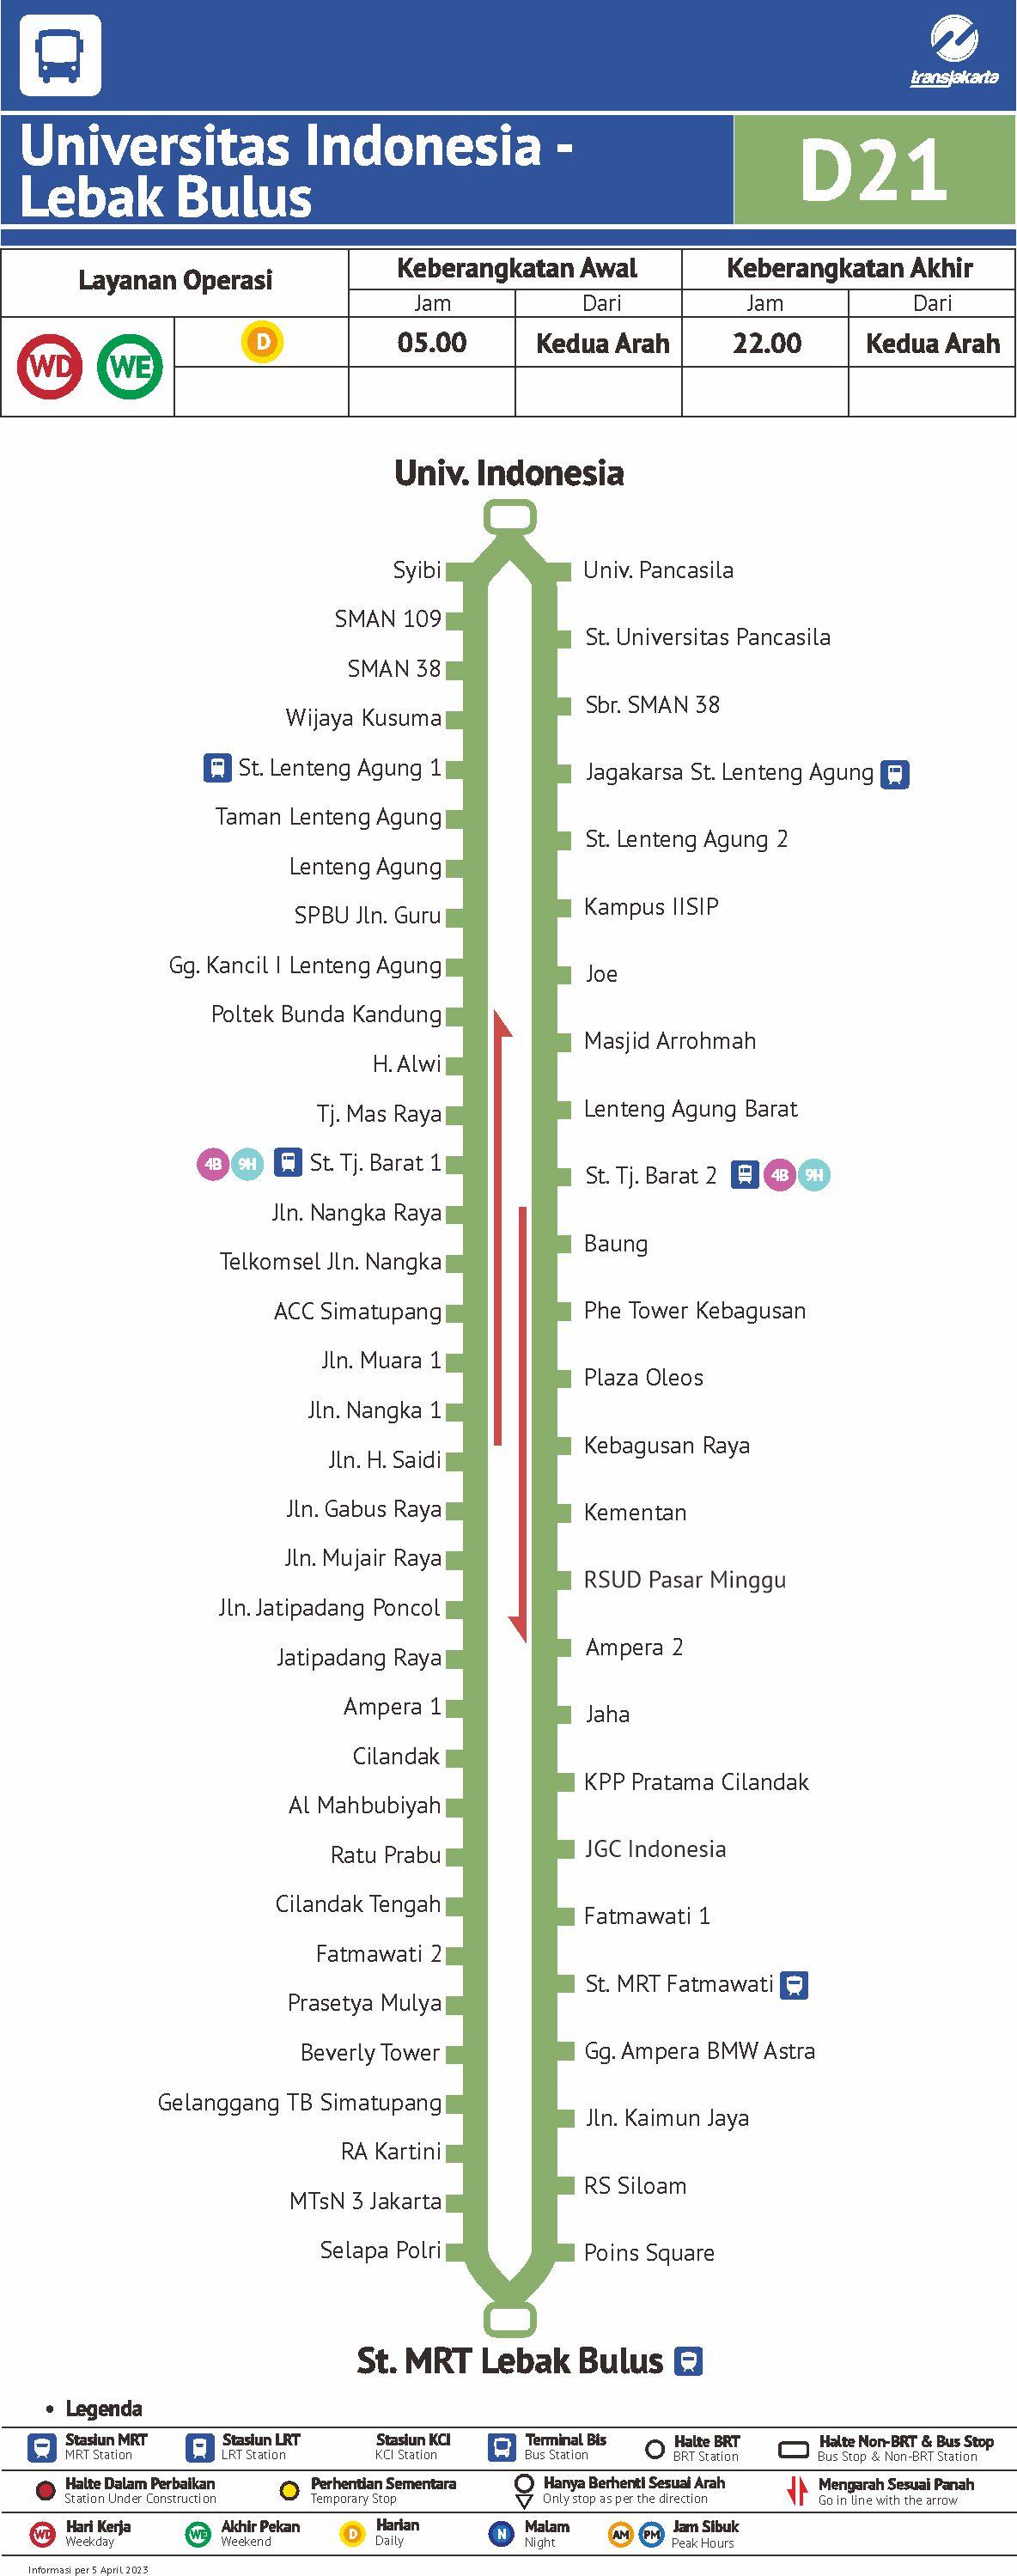 transjakarta
Universitas Indonesia -
Lebak Bulus
D21
Layanan Operasi
Keberangkatan Awal
Keberangkatan Akhir
Jam
Dari
Jam
Dari
WD
WE
D
05.00
Kedua Arah
22.00
Kedua Arah
Univ. Indonesia
Syibi
SMAN 109
SMAN 38
Wijaya Kusuma
St. Lenteng Agung 1
Taman Lenteng Agung
Lenteng Agung
SPBU Jln. Guru
Gg. Kancil I Lenteng Agung
Poltek Bunda Kandung
H. Alwi
Tj. Mas Raya
4B 9H St. Tj. Barat 1
Jln. Nangka Raya
Telkomsel Jln. Nangka
ACC Simatupang
Jln. Muara 1
Jln. Nangka 1
Jln. H. Saidi
Jln. Gabus Raya
Jln. Mujair Raya
Jln. Jatipadang Poncol
Jatipadang Raya
Ampera 1
Cilandak
Al Mahbubiyah
Ratu Prabu
Cilandak Tengah
Fatmawati 2
Prasetya Mulya
Beverly Tower
Gelanggang TB Simatupang
RA Kartini
MTsN 3 Jakarta
Selapa Polri
Univ. Pancasila
St. Universitas Pancasila
Sbr. SMAN 38
Jagakarsa St. Lenteng Agung
St. Lenteng Agung 2
Kampus IISIP
Joe
Masjid Arrohmah
Lenteng Agung Barat
St. Tj. Barat 2 4B 9H
Baung
Phe Tower Kebagusan
Plaza Oleos
Kebagusan Raya
Kementan
RSUD Pasar Minggu
Ampera 2
Jaha
KPP Pratama Cilandak
JGC Indonesia
Fatmawati 1
St. MRT Fatmawati
Gg. Ampera BMW Astra
Jln. Kaimun Jaya
RS Siloam
Poins Square
St. MRT Lebak Bulus
• Legenda
Stasiun MRT
MRT Station
Stasiun LRT
LRT Station
Stasiun KCI
KCI Station
Terminal Bis
Bus Station
Halte BRT
BRT Station
Halte Non-BRT & Bus Stop
Bus Stop & Non-BRT Station
Halte Dalam Perbaikan
Station Under Construction
Perhentian Sementara
Temporary Stop
Hanya Berhenti Sesuai Arah
Only stop as per the direction
Mengarah Sesuai Panah
Go in line with the arrow
WD
Hari Kerja
Weekday
WE
Akhir Pekan
Weekend
D
Harian
Daily
N
Malam
Night
AM PM
Jam Sibuk
Peak Hours
Informasi per 5 April 2023